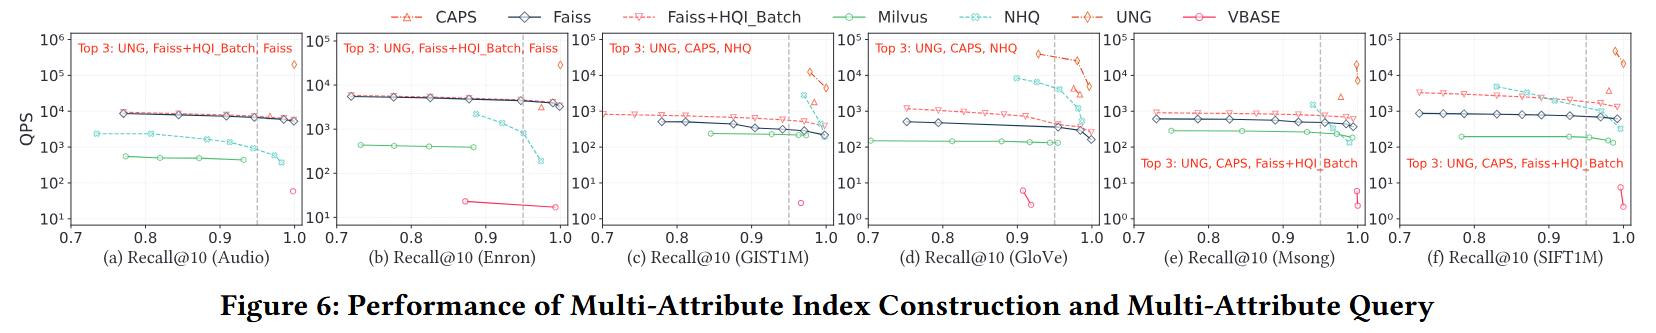 CAPS Faiss Faiss+HQI_Batch Milvus NHQ UNG VBASE
QPS
10⁶
10⁵
10⁴
10³
10²
10¹
Top 3: UNG, Faiss+HQI_Batch, Faiss
0.7 0.8 0.9 1.0
(a) Recall@10 (Audio)
10⁵
10⁴
10³
10²
10¹
Top 3: UNG, Faiss+HQI_Batch, Faiss
0.7 0.8 0.9 1.0
(b) Recall@10 (Enron)
10⁵
10⁴
10³
10²
10¹
10⁰
Top 3: UNG, CAPS, NHQ
0.7 0.8 0.9 1.0
(c) Recall@10 (GIST1M)
10⁵
10⁴
10³
10²
10¹
10⁰
Top 3: UNG, CAPS, NHQ
0.7 0.8 0.9 1.0
(d) Recall@10 (GloVe)
10⁵
10⁴
10³
10²
10¹
10⁰
Top 3: UNG, CAPS, Faiss+HQI_Batch
0.7 0.8 0.9 1.0
(e) Recall@10 (Msong)
10⁵
10⁴
10³
10²
10¹
10⁰
Top 3: UNG, CAPS, Faiss+HQI_Batch
0.7 0.8 0.9 1.0
(f) Recall@10 (SIFT1M)
Figure 6: Performance of Multi-Attribute Index Construction and Multi-Attribute Query